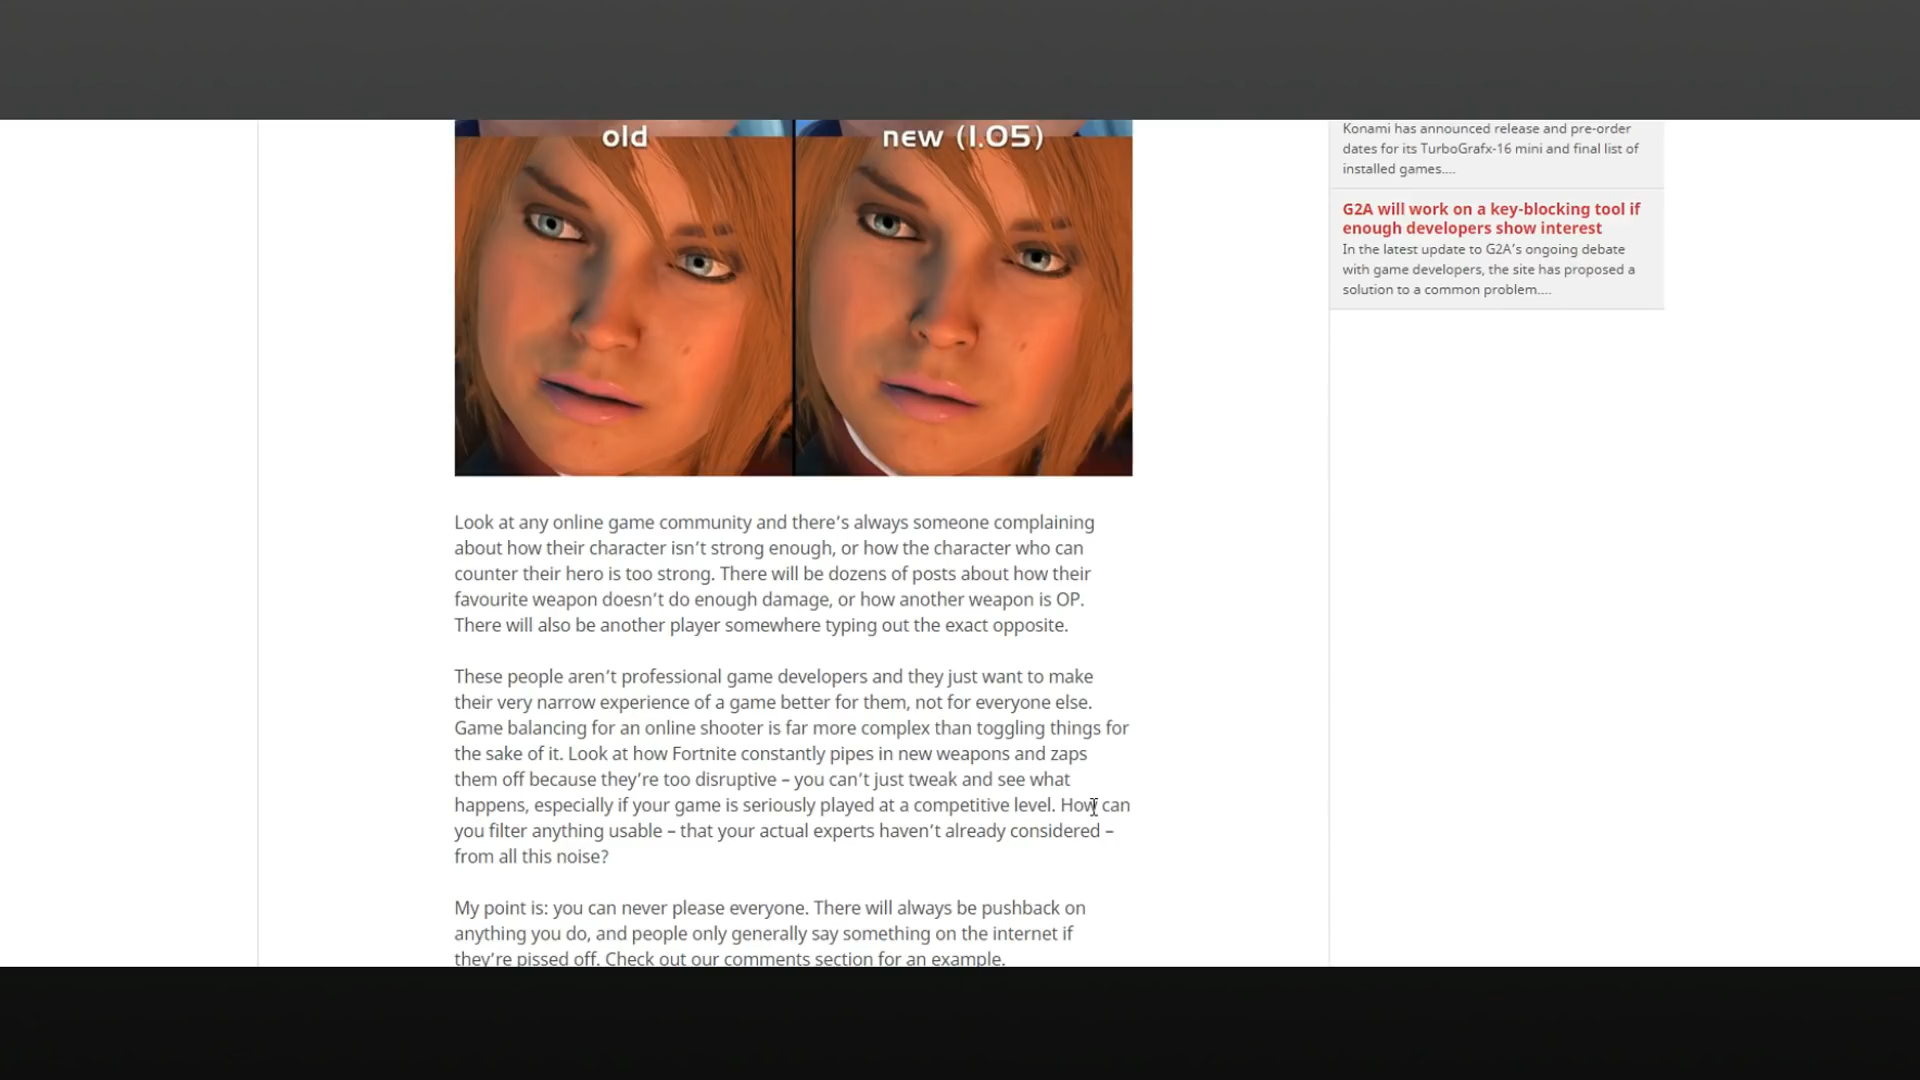 old
new (1.05)
Look at any online game community and there’s always someone complaining
about how their character isn’t strong enough, or how the character who can
counter their hero is too strong. There will be dozens of posts about how their
favourite weapon doesn’t do enough damage, or how another weapon is OP.
There will also be another player somewhere typing out the exact opposite.
These people aren’t professional game developers and they just want to make
their very narrow experience of a game better for them, not for everyone else.
Game balancing for an online shooter is far more complex than toggling things for
the sake of it. Look at how Fortnite constantly pipes in new weapons and zaps
them off because they’re too disruptive – you can’t just tweak and see what
happens, especially if your game is seriously played at a competitive level. How can
you filter anything usable – that your actual experts haven’t already considered –
from all this noise?
My point is: you can never please everyone. There will always be pushback on
anything you do, and people only generally say something on the internet if
they’re pissed off. Check out our comments section for an example.
Konami has announced release and pre-order
dates for its TurboGrafx-16 mini and final list of
installed games....
G2A will work on a key-blocking tool if
enough developers show interest
In the latest update to G2A’s ongoing debate
with game developers, the site has proposed a
solution to a common problem....